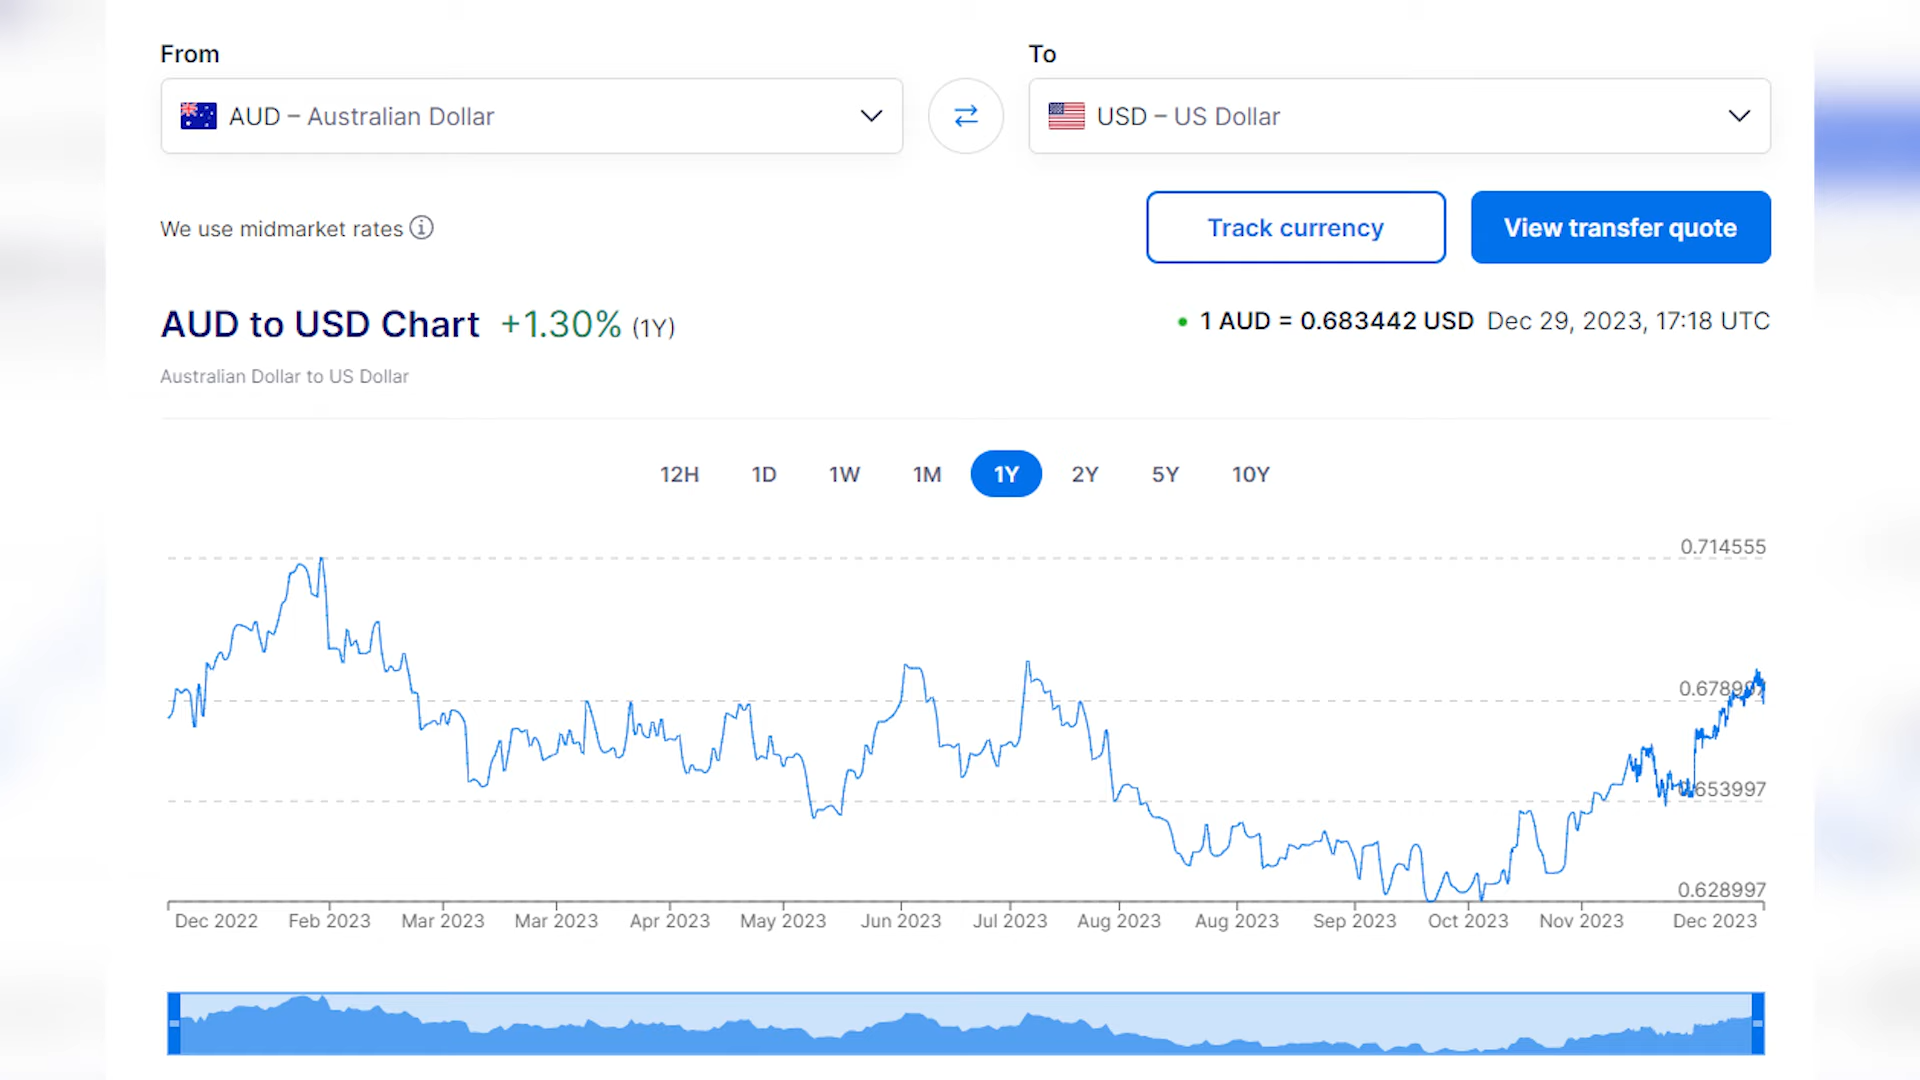 From
To
AUD – Australian Dollar
USD – US Dollar
We use midmarket rates
Track currency
View transfer quote
AUD to USD Chart +1.30% (1Y)
1 AUD = 0.683442 USD Dec 29, 2023, 17:18 UTC
Australian Dollar to US Dollar
12H 1D 1W 1M 1Y 2Y 5Y 10Y
0.714555
0.678997
0.653997
0.628997
Dec 2022 Feb 2023 Mar 2023 Mar 2023 Apr 2023 May 2023 Jun 2023 Jul 2023 Aug 2023 Aug 2023 Sep 2023 Oct 2023 Nov 2023 Dec 2023